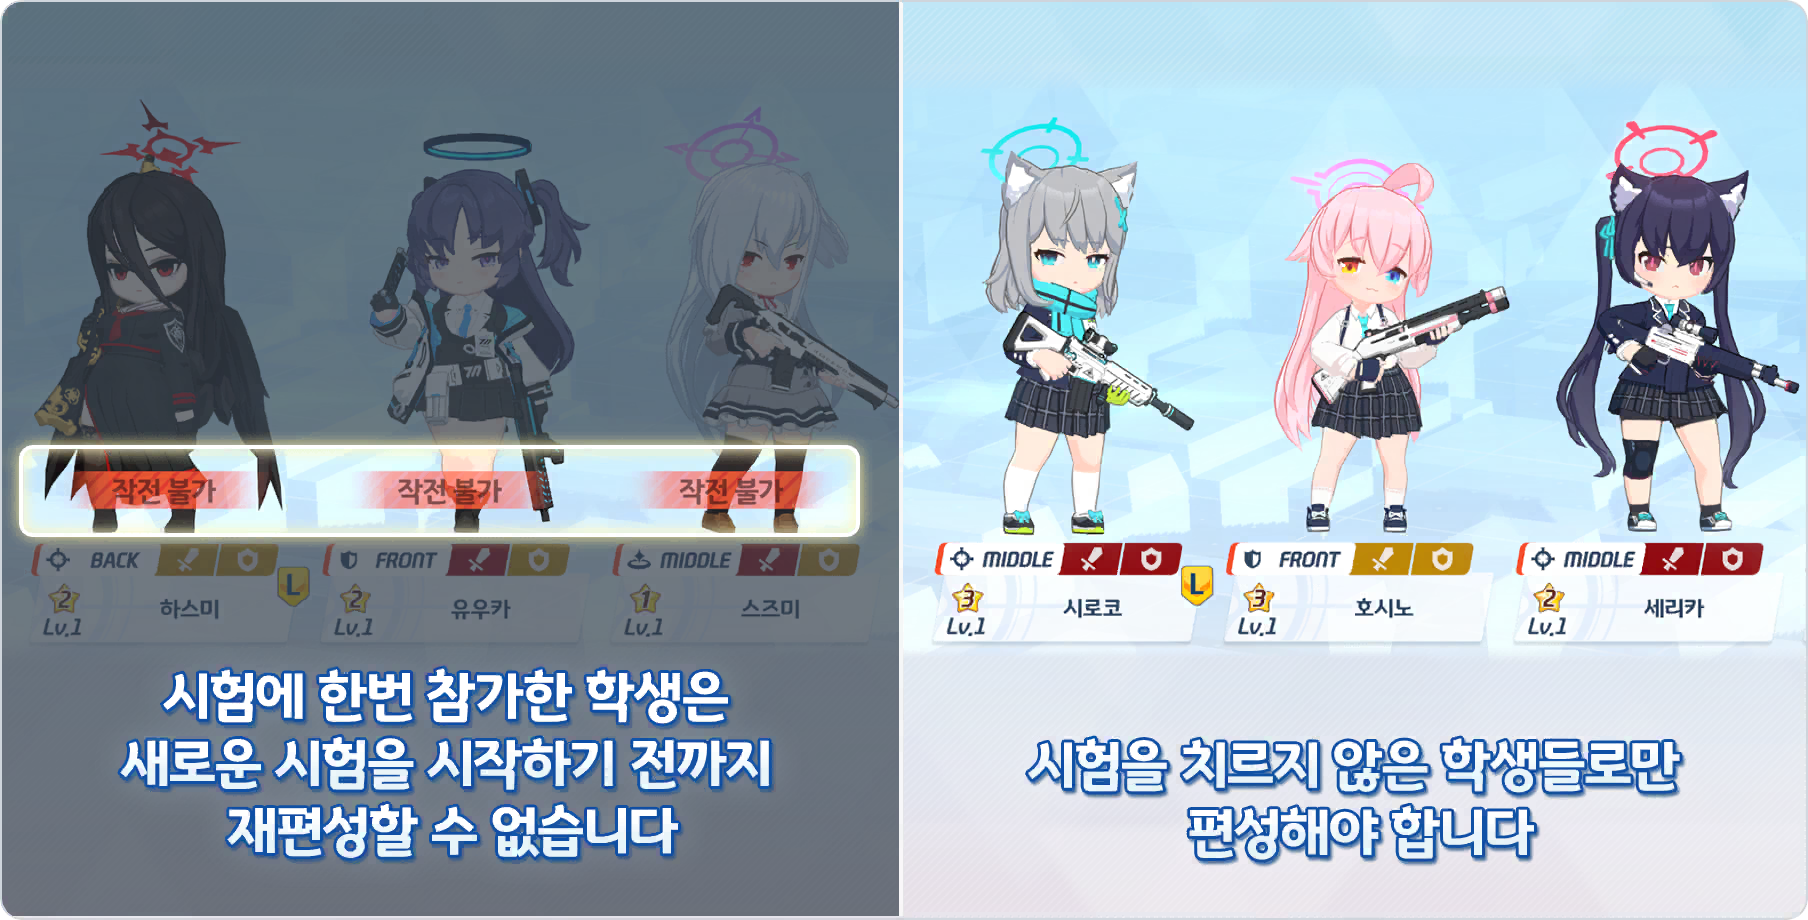 작전 불가
작전 불가
작전 불가
BACK
FRONT
MIDDLE
2
Lv.1
하스미
L
2
Lv.1
유우카
1
Lv.1
스즈미
시험에 한번 참가한 학생은
새로운 시험을 시작하기 전까지
재편성할 수 없습니다
MIDDLE
FRONT
MIDDLE
3
Lv.1
시로코
L
3
Lv.1
호시노
2
Lv.1
세리카
시험을 치르지 않은 학생들로만
편성해야 합니다